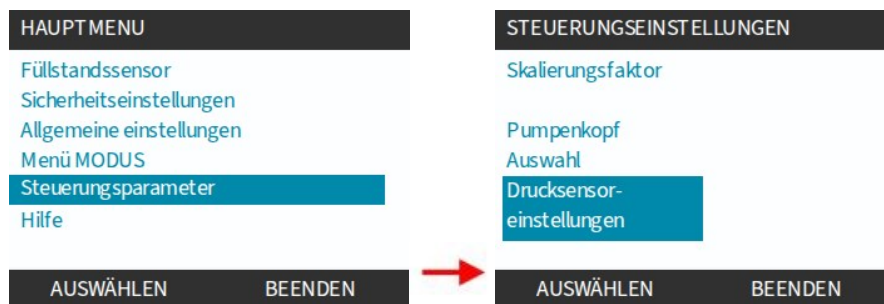 HAUPTMENU
Füllstandssensor
Sicherheitseinstellungen
Allgemeine einstellungen
Menü MODUS
Steuerungsparameter
Hilfe
AUSWÄHLEN BEENDEN
STEUERUNGSEINSTELLUNGEN
Skalierungsfaktor
Pumpenkopf
Auswahl
Drucksensor-
einstellungen
AUSWÄHLEN BEENDEN